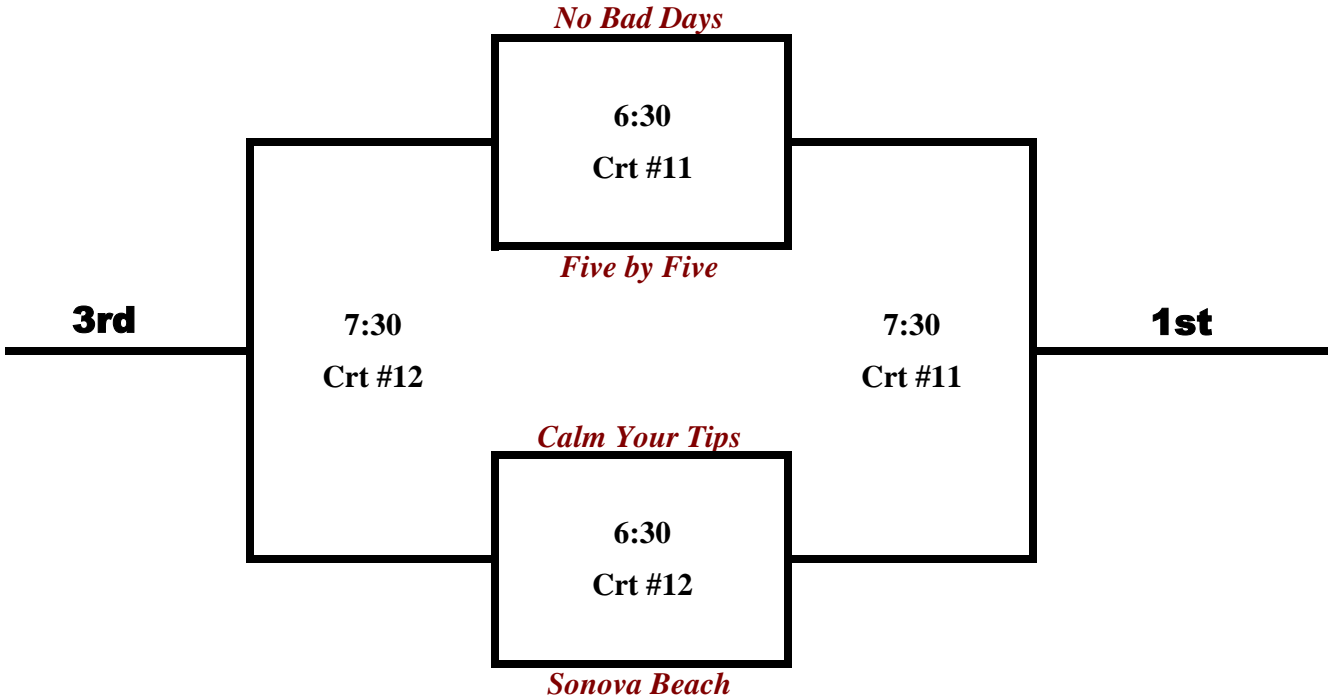 No Bad Days
6:30
Crt #11
Five by Five
3rd
7:30
Crt #12
7:30
Crt #11
1st
Calm Your Tips
6:30
Crt #12
Sonova Beach